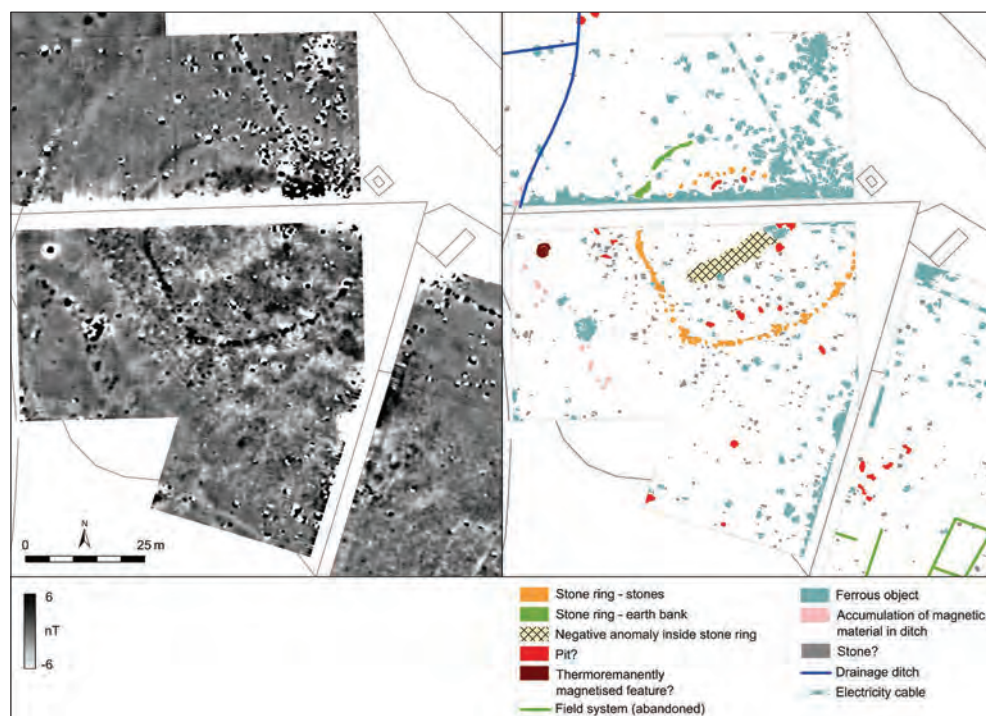 N
0 25 m
6
nT
-6
Stone ring - stones
Stone ring - earth bank
Negative anomaly inside stone ring
Pit?
Thermoremanently
magnetised feature?
Field system (abandoned)
Ferrous object
Accumulation of magnetic
material in ditch
Stone?
Drainage ditch
Electricity cable